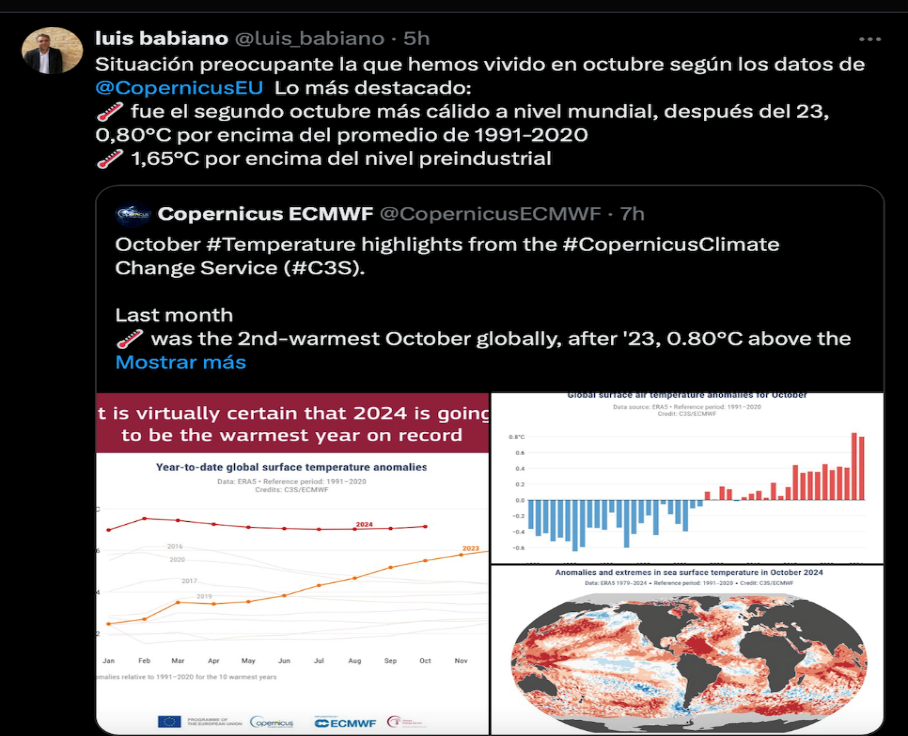 luis babiano @luis_babiano · 5h
Situación preocupante la que hemos vivido en octubre según los datos de
@CopernicusEU Lo más destacado:
fue el segundo octubre más cálido a nivel mundial, después del 23,
0,80°C por encima del promedio de 1991-2020
1,65°C por encima del nivel preindustrial
Copernicus ECMWF @CopernicusECMWF · 7h
October #Temperature highlights from the #CopernicusClimate
Change Service (#C3S).
Last month
was the 2nd-warmest October globally, after '23, 0.80°C above the
Mostrar más
t is virtually certain that 2024 is going
to be the warmest year on record
Year-to-date global surface temperature anomalies
Data: ERA5 • Reference period: 1991–2020
Credits: C3S/ECMWF
2024
2016
2023
2020
2017
2019
Jan Feb Mar Apr May Jun Jul Aug Sep Oct Nov
malies relative to 1991–2020 for the 10 warmest years
PROGRAMME OF
THE EUROPEAN UNION
opernicus
ECMWF
Global surface air temperature anomalies for October
Data source: ERA5 • Reference period: 1991–2020
Credit: C3S/ECMWF
0.8°C
0.6
0.4
0.2
0.0
−0.2
−0.4
−0.6
Anomalies and extremes in sea surface temperature in October 2024
Data: ERA5 1979–2024 • Reference period: 1991–2020 • Credit: C3S/ECMWF